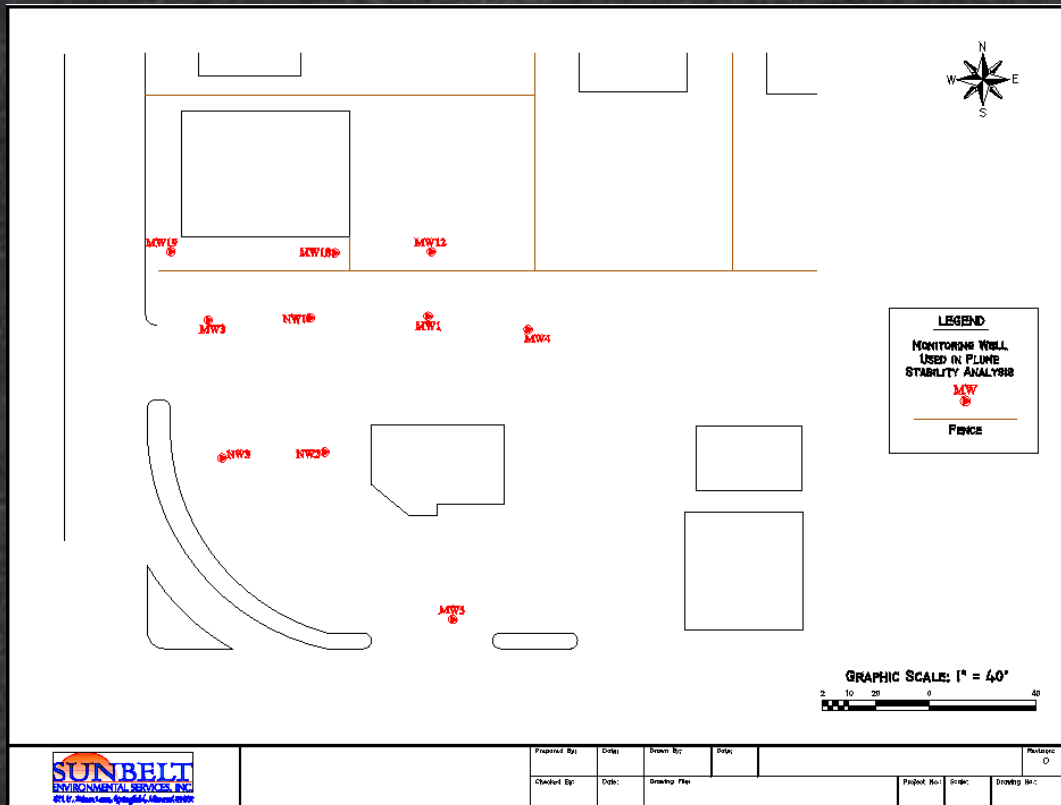 N
W E
S
MW19
MW18
MW12
MW3
NW1
MW1
MW4
LEGEND
MONITORING WELL
USED IN PLUME
STABILITY ANALYSIS
MW
FENCE
NW3
NW2
MW5
GRAPHIC SCALE: 1" = 40'
10 20 0 40
SUNBELT
ENVIRONMENTAL SERVICES, INC.
Prepared By: Date: Drawn By: Date: Revision:
0
Checked By: Date: Drawing File: Project No.: Scale: Drawing No.: